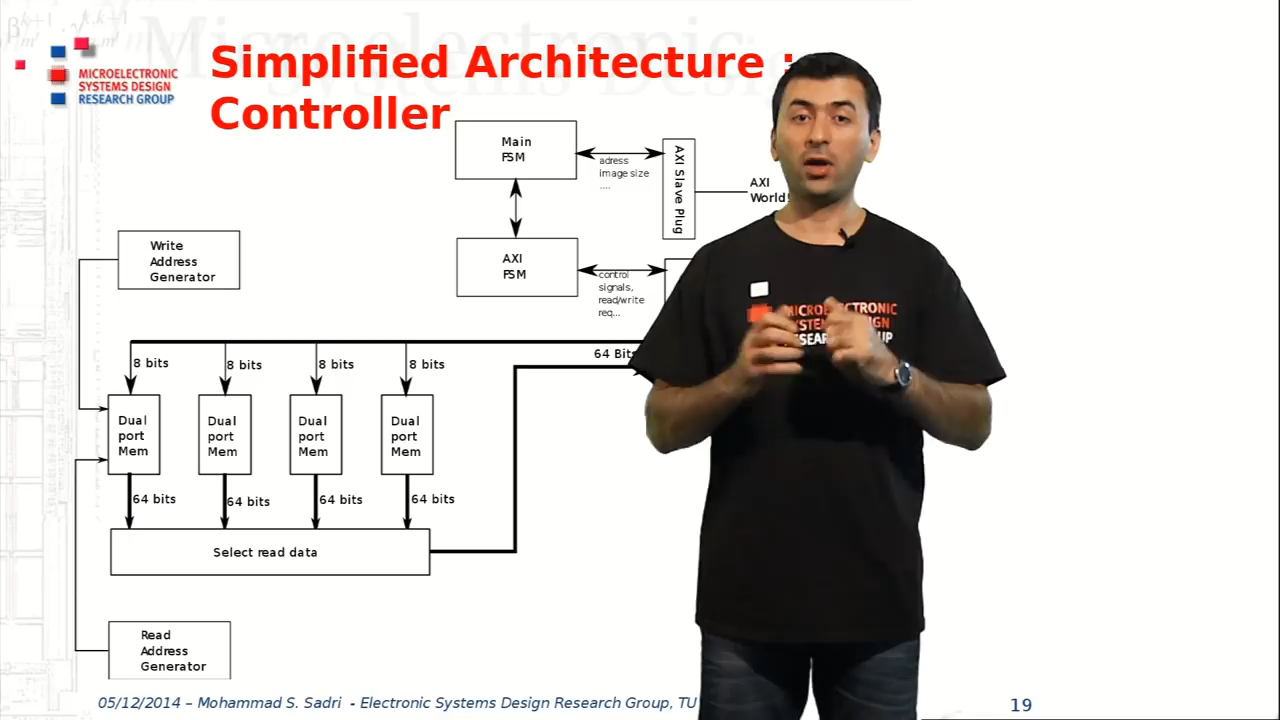 Simplified Architecture :
Controller
MICROELECTRONIC
SYSTEMS DESIGN
RESEARCH GROUP
Main
FSM
adress
image size
....
AXI Slave Plug
AXI
World!
Write
Address
Generator
AXI
FSM
control
signals,
read/write
req...
64 Bits
8 bits
8 bits
8 bits
8 bits
Dual
port
Mem
Dual
port
Mem
Dual
port
Mem
Dual
port
Mem
64 bits
64 bits
64 bits
64 bits
Select read data
Read
Address
Generator
05/12/2014 – Mohammad S. Sadri - Electronic Systems Design Research Group, TU
19